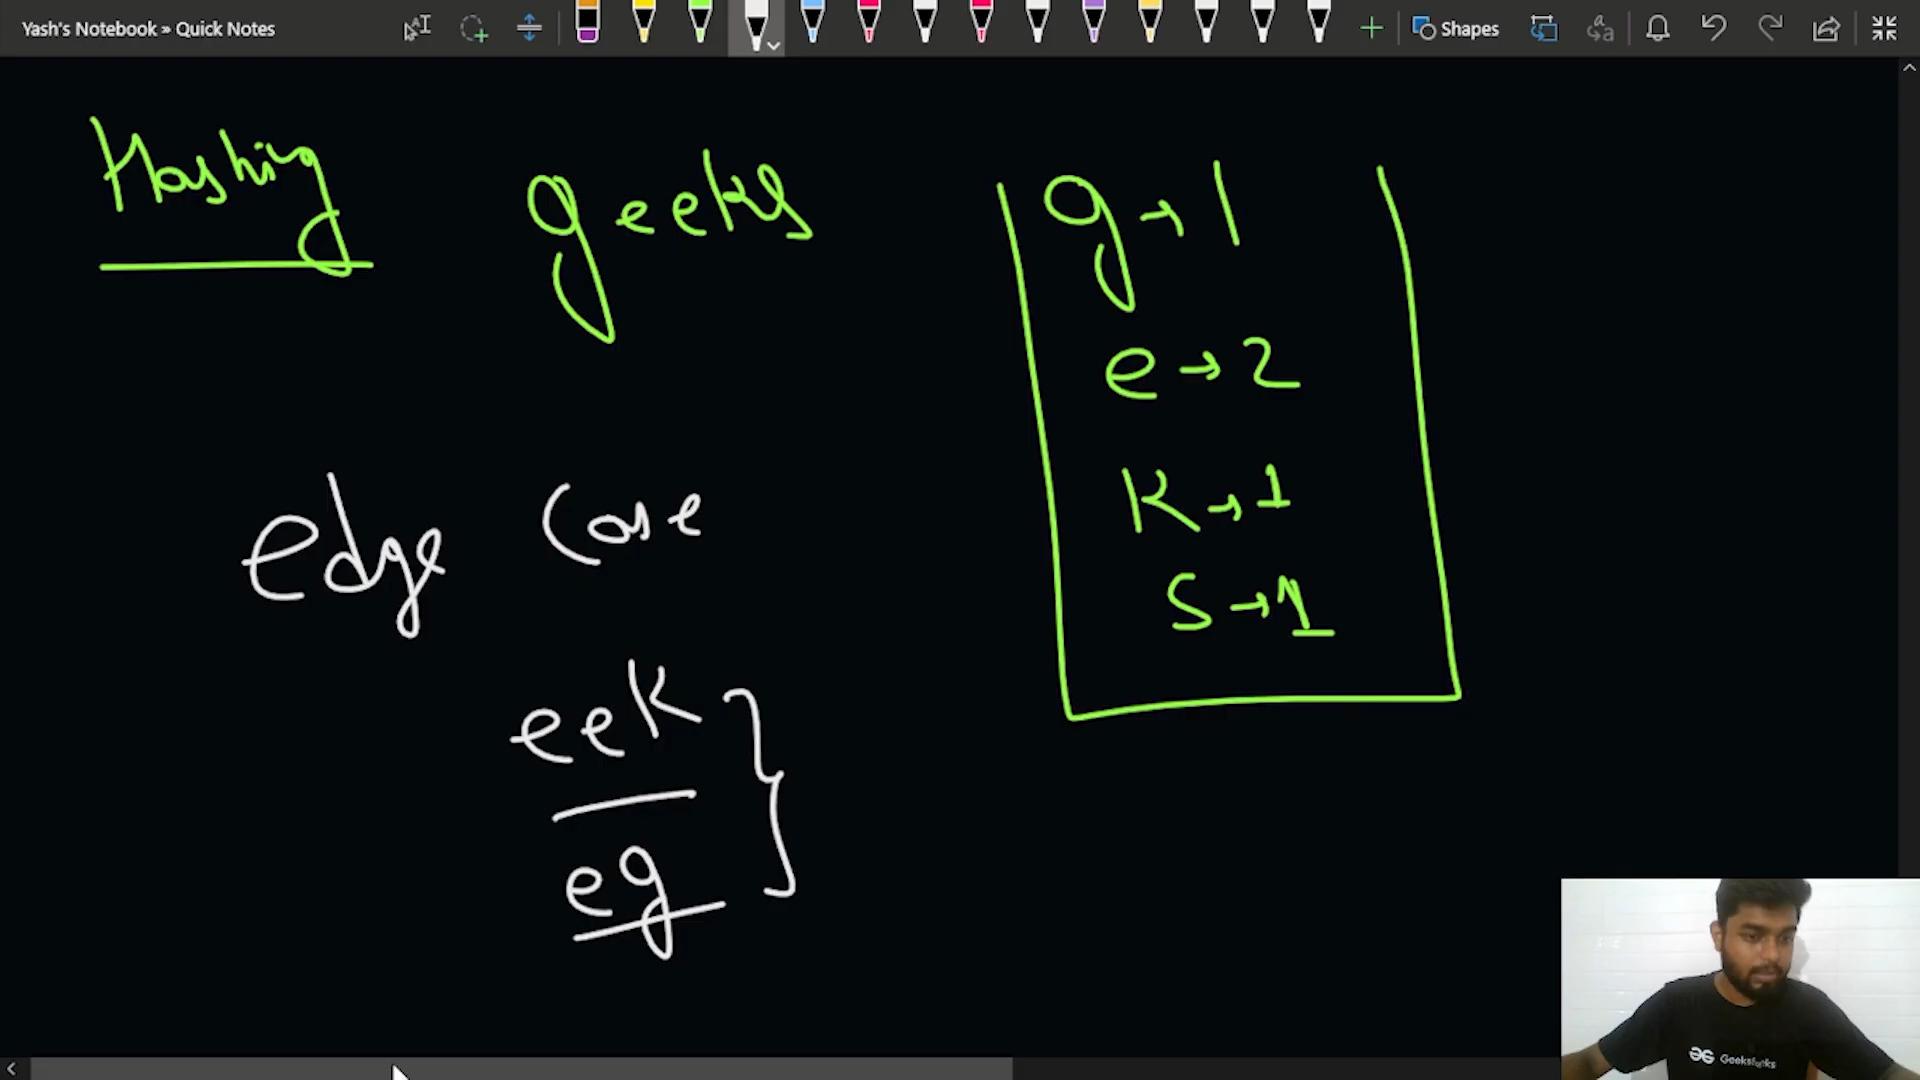 Yash's Notebook » Quick Notes
Shapes
Hashing
geeks
g → 1
e → 2
K → 1
S → 1
edge case
eek
eg